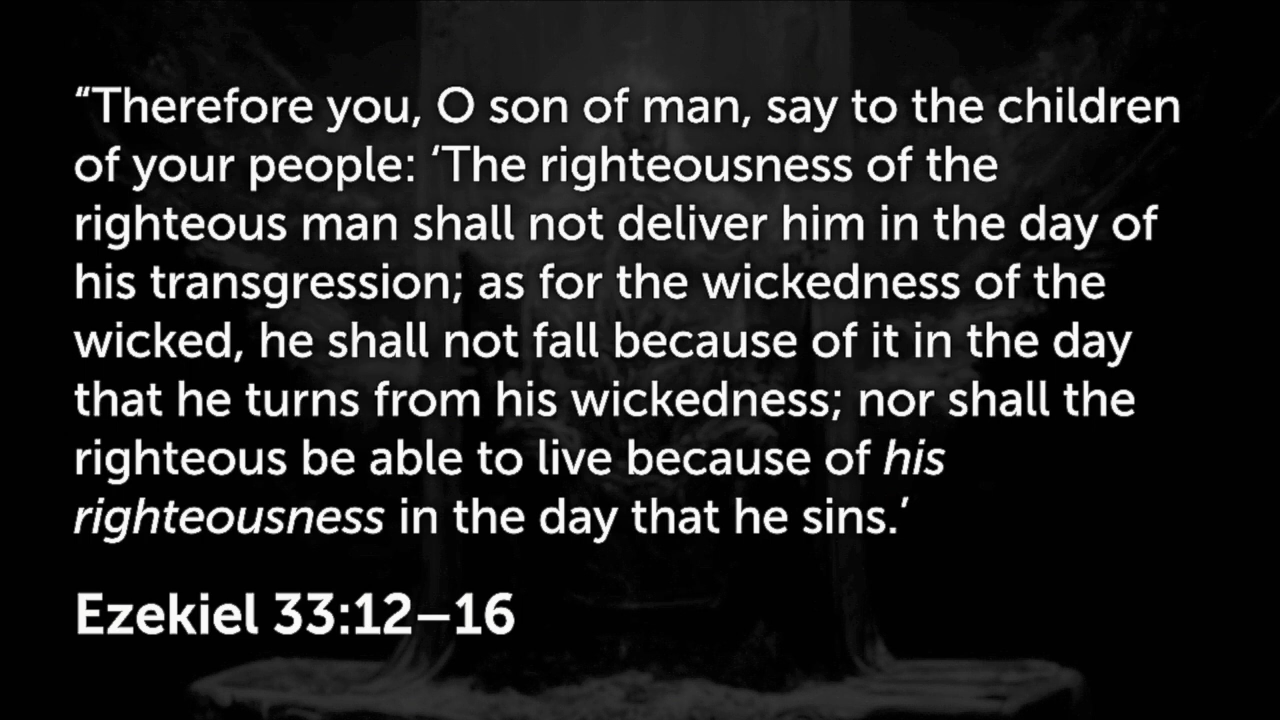 “Therefore you, O son of man, say to the children
of your people: ‘The righteousness of the
righteous man shall not deliver him in the day of
his transgression; as for the wickedness of the
wicked, he shall not fall because of it in the day
that he turns from his wickedness; nor shall the
righteous be able to live because of his
righteousness in the day that he sins.’
Ezekiel 33:12–16